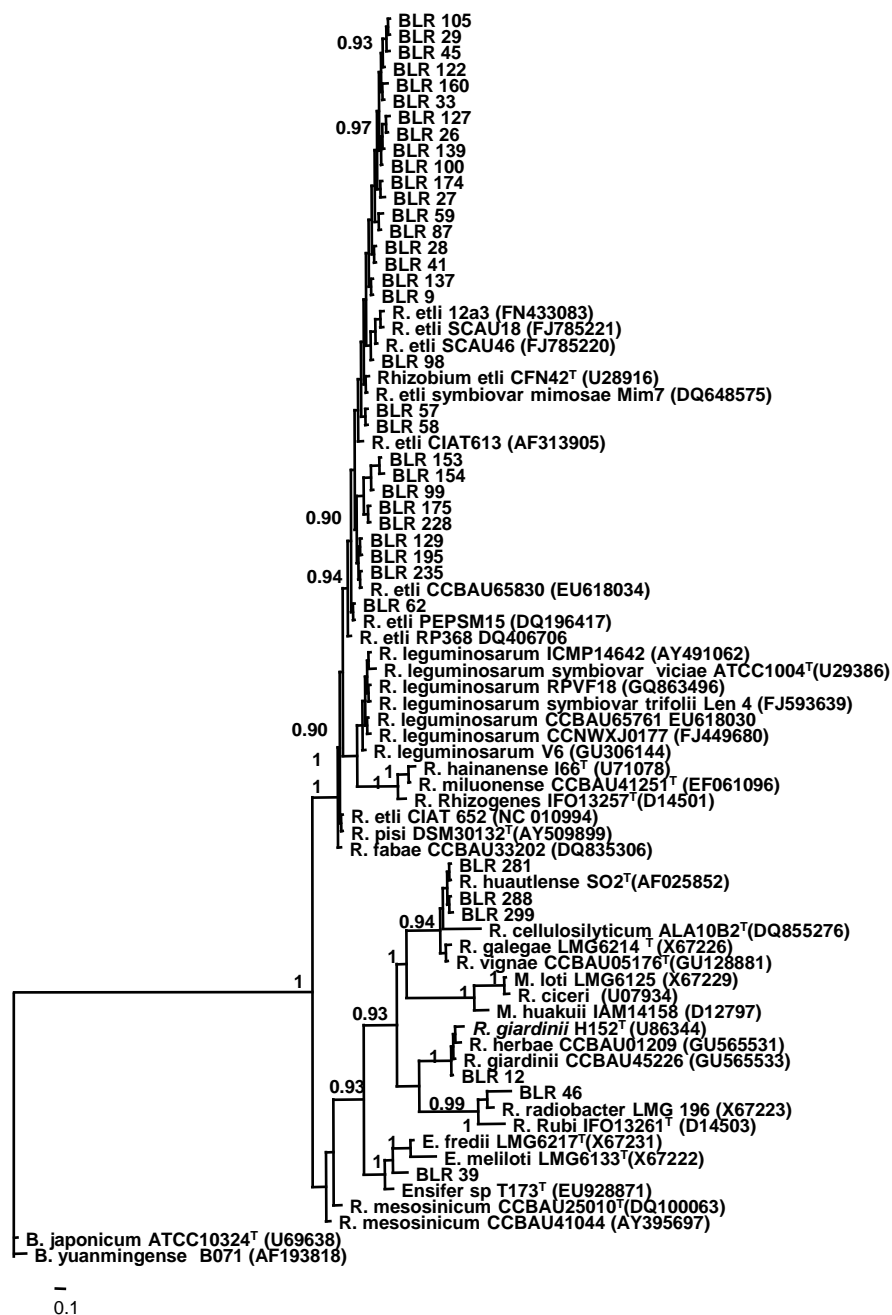 BLR 105
0.93
BLR 29
BLR 45
BLR 122
BLR 160
BLR 33
BLR 127
0.97
BLR 26
BLR 139
BLR 100
BLR 174
BLR 27
BLR 59
BLR 87
BLR 28
BLR 41
BLR 137
BLR 9
R. etli 12a3 (FN433083)
R. etli SCAU18 (FJ785221)
R. etli SCAU46 (FJ785220)
BLR 98
Rhizobium etli CFN42ᵀ (U28916)
R. etli symbiovar mimosae Mim7 (DQ648575)
BLR 57
BLR 58
R. etli CIAT613 (AF313905)
BLR 153
BLR 154
BLR 99
BLR 175
0.90
BLR 228
BLR 129
BLR 195
BLR 235
0.94
R. etli CCBAU65830 (EU618034)
BLR 62
R. etli PEPSM15 (DQ196417)
R. etli RP368 DQ406706
R. leguminosarum ICMP14642 (AY491062)
R. leguminosarum symbiovar viciae ATCC1004ᵀ(U29386)
R. leguminosarum RPVF18 (GQ863496)
R. leguminosarum symbiovar trifolii Len 4 (FJ593639)
R. leguminosarum CCBAU65761 EU618030
0.90
R. leguminosarum CCNWXJ0177 (FJ449680)
R. leguminosarum V6 (GU306144)
1
1
R. hainanense I66ᵀ (U71078)
1
1
R. miluonense CCBAU41251ᵀ (EF061096)
R. Rhizogenes IFO13257ᵀ(D14501)
R. etli CIAT 652 (NC 010994)
R. pisi DSM30132ᵀ(AY509899)
R. fabae CCBAU33202 (DQ835306)
BLR 281
R. huautlense SO2ᵀ(AF025852)
BLR 288
BLR 299
0.94
R. cellulosilyticum ALA10B2ᵀ(DQ855276)
R. galegae LMG6214 ᵀ (X67226)
1
R. vignae CCBAU05176ᵀ(GU128881)
1
1
M. loti LMG6125 (X67229)
R. ciceri (U07934)
M. huakuii IAM14158 (D12797)
0.93
R. giardinii H152ᵀ (U86344)
R. herbae CCBAU01209 (GU565531)
1
R. giardinii CCBAU45226 (GU565533)
BLR 12
0.93
BLR 46
0.99
R. radiobacter LMG 196 (X67223)
1
R. Rubi IFO13261ᵀ (D14503)
1
E. fredii LMG6217ᵀ(X67231)
1
E. meliloti LMG6133ᵀ(X67222)
BLR 39
Ensifer sp T173ᵀ (EU928871)
R. mesosinicum CCBAU25010ᵀ(DQ100063)
R. mesosinicum CCBAU41044 (AY395697)
B. japonicum ATCC10324ᵀ (U69638)
B. yuanmingense B071 (AF193818)
0.1